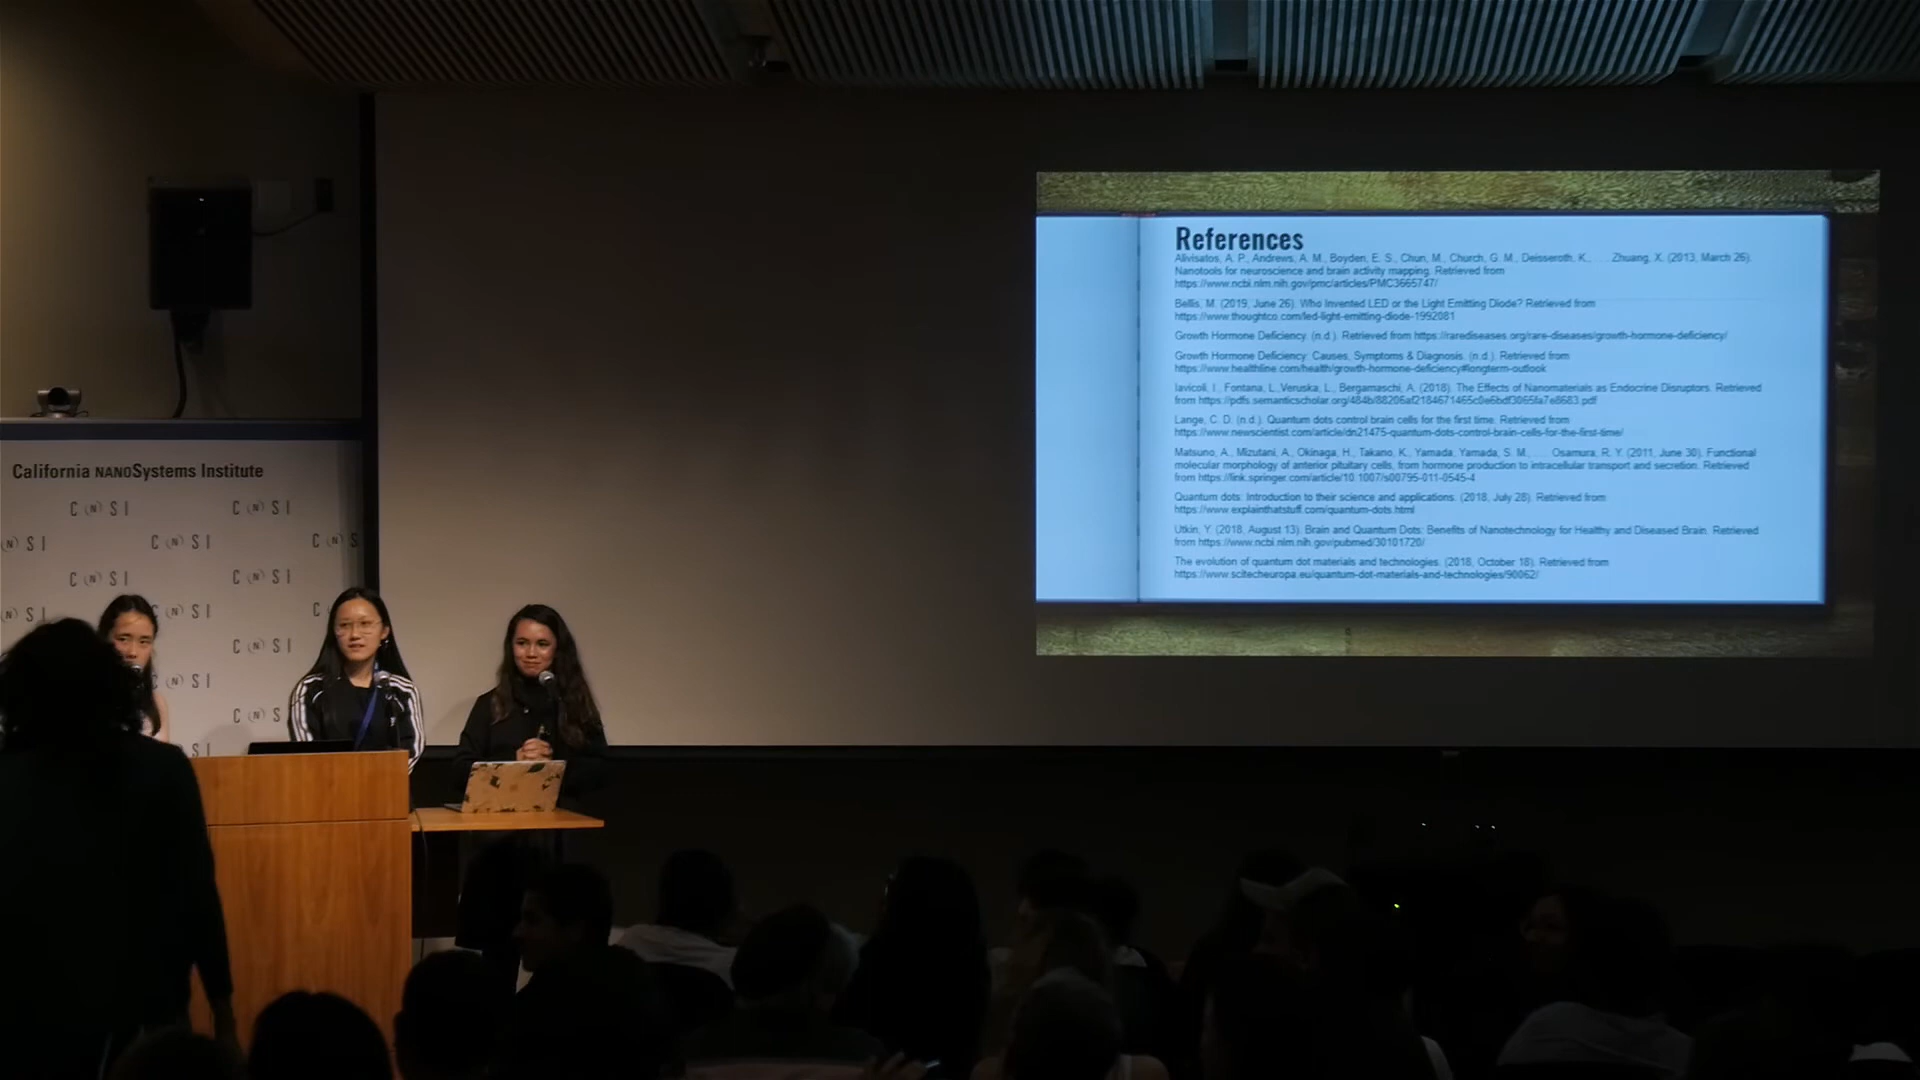 California NANOSystems Institute
C (N) S I
C (N) S I
(N) S I
C (N) S I
C (N) S
C (N) S I
C (N) S I
(N) S I
C (N) S I
C
C (N) S I
C (N) S I
C (N) S
S I
References
Alivisatos, A. P., Andrews, A. M., Boyden, E. S., Chun, M., Church, G. M., Deisseroth, K., ... Zhuang, X. (2013, March 26).
Nanotools for neuroscience and brain activity mapping. Retrieved from
https://www.ncbi.nlm.nih.gov/pmc/articles/PMC3665747/
Bellis, M. (2019, June 26). Who Invented LED or the Light Emitting Diode? Retrieved from
https://www.thoughtco.com/led-light-emitting-diode-1992081
Growth Hormone Deficiency. (n.d.). Retrieved from https://rarediseases.org/rare-diseases/growth-hormone-deficiency/
Growth Hormone Deficiency: Causes, Symptoms & Diagnosis. (n.d.). Retrieved from
https://www.healthline.com/health/growth-hormone-deficiency#longterm-outlook
Iavicoli, I., Fontana, L.,Veruska, L., Bergamaschi, A. (2018). The Effects of Nanomaterials as Endocrine Disruptors. Retrieved
from
Lange, C. D. (n.d.). Quantum dots control brain cells for the first time. Retrieved from
https://www.newscientist.com/article/dn21475-quantum-dots-control-brain-cells-for-the-first-time/
Matsuno, A., Mizutani, A., Okinaga, H., Takano, K., Yamada, Yamada, S. M., ... Osamura, R. Y. (2011, June 30). Functional
molecular morphology of anterior pituitary cells, from hormone production to intracellular transport and secretion. Retrieved
from https://link.springer.com/article/10.1007/s00795-011-0545-4
Quantum dots: Introduction to their science and applications. (2018, July 28). Retrieved from
https://www.explainthatstuff.com/quantum-dots.html
Utkin, Y. (2018, August 13). Brain and Quantum Dots: Benefits of Nanotechnology for Healthy and Diseased Brain. Retrieved
from https://www.ncbi.nlm.nih.gov/pubmed/30101720/
The evolution of quantum dot materials and technologies. (2018, October 18). Retrieved from
https://www.scitecheuropa.eu/quantum-dot-materials-and-technologies/90062/